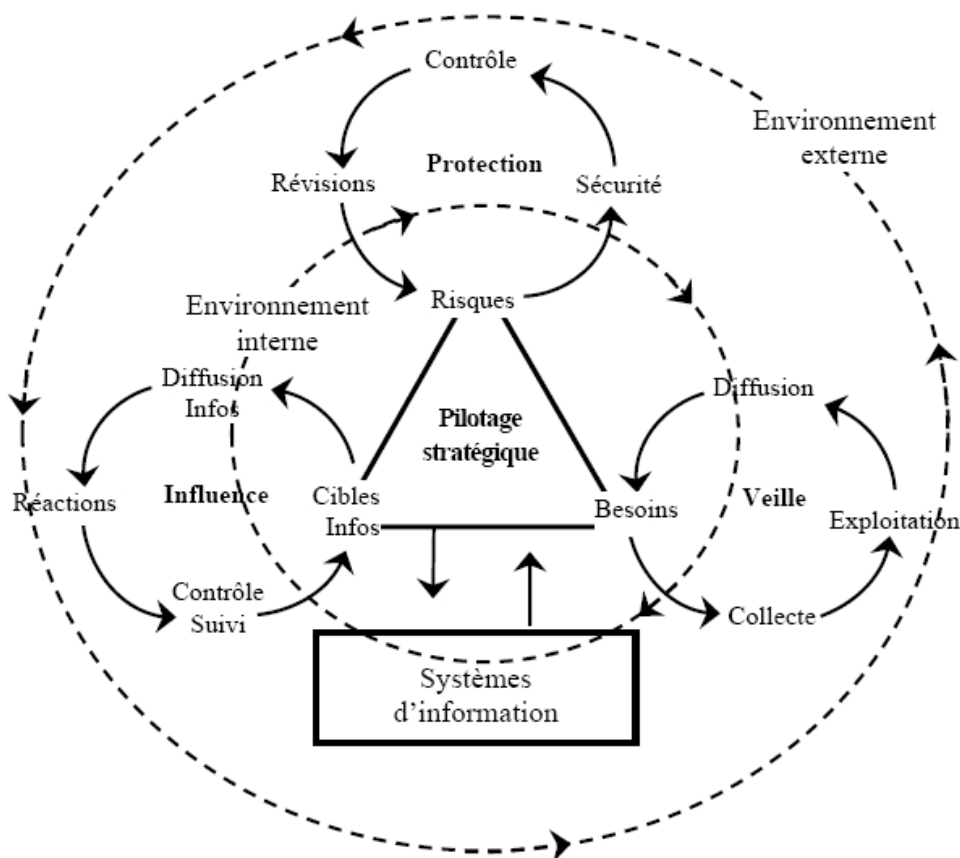 Contrôle
Environnement
externe
Protection
Révisions
Sécurité
Risques
Environnement
interne
Diffusion
Infos
Diffusion
Pilotage
stratégique
Réactions
Influence
Cibles
Infos
Besoins
Veille
Exploitation
Contrôle
Suivi
Collecte
Systèmes
d’information